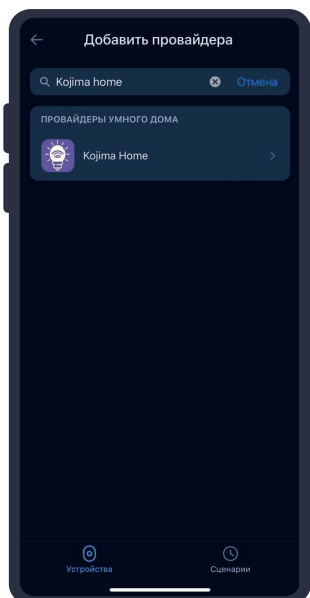 Добавить провайдера
Kojima home
Отмена
ПРОВАЙДЕРЫ УМНОГО ДОМА
Kojima Home
Устройства
Сценарии